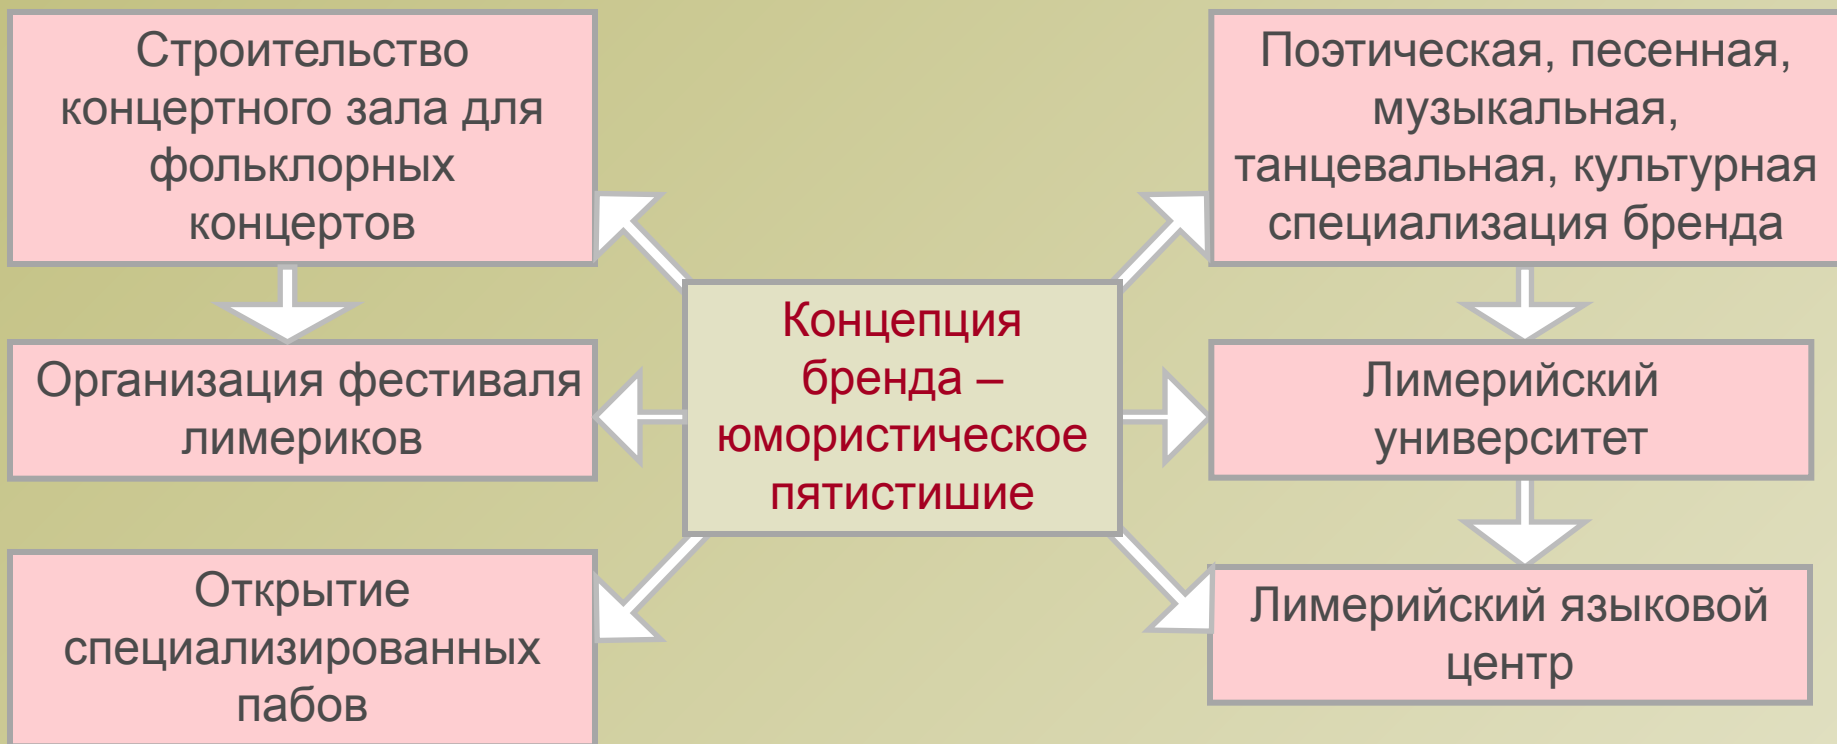 Строительство
концертного зала для
фольклорных
концертов
Организация фестиваля
лимериков
Открытие
специализированных
пабов
Концепция
бренда –
юмористическое
пятистишие
Поэтическая, песенная,
музыкальная,
танцевальная, культурная
специализация бренда
Лимерийский
университет
Лимерийский языковой
центр